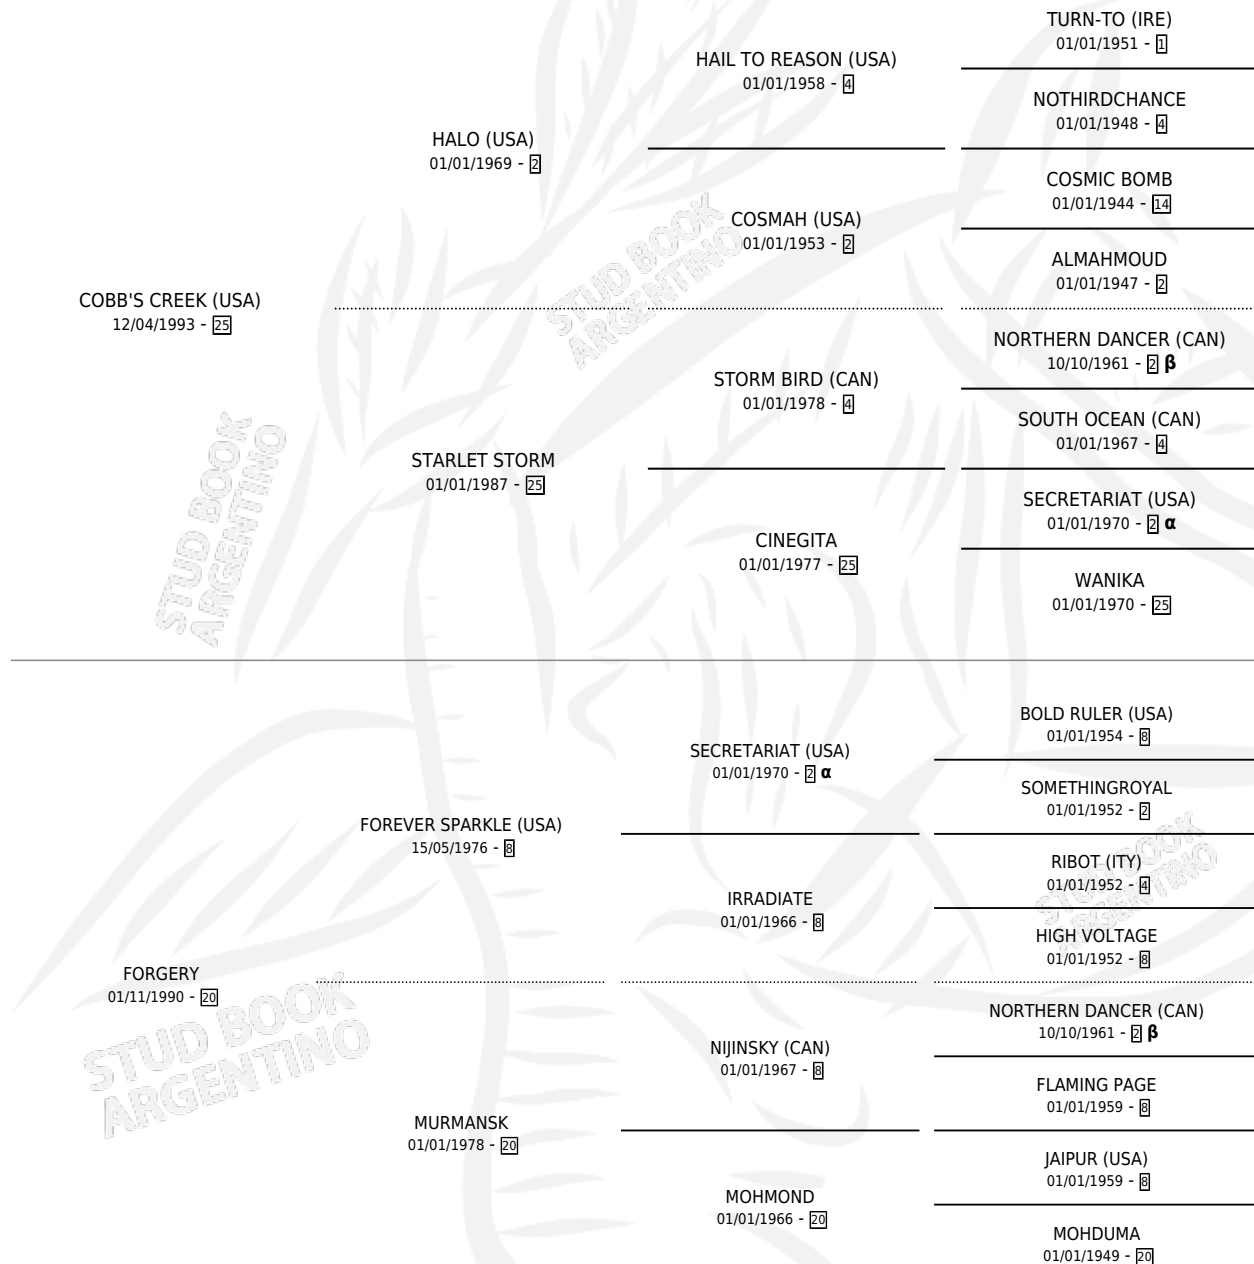 TURN-TO (IRE)
01/01/1951 - 1
HAIL TO REASON (USA)
01/01/1958 - 4
NOTHIRDCHANCE
01/01/1948 - 4
HALO (USA)
01/01/1969 - 2
COSMIC BOMB
01/01/1944 - 14
COSMAH (USA)
01/01/1953 - 2
ALMAHMOUD
01/01/1947 - 2
COBB'S CREEK (USA)
12/04/1993 - 25
NORTHERN DANCER (CAN)
10/10/1961 - 2 β
STORM BIRD (CAN)
01/01/1978 - 4
SOUTH OCEAN (CAN)
01/01/1967 - 4
STARLET STORM
01/01/1987 - 25
SECRETARIAT (USA)
01/01/1970 - 2 α
CINEGITA
01/01/1977 - 25
WANIKA
01/01/1970 - 25
BOLD RULER (USA)
01/01/1954 - 8
SECRETARIAT (USA)
01/01/1970 - 2 α
SOMETHINGROYAL
01/01/1952 - 2
FOREVER SPARKLE (USA)
15/05/1976 - 8
RIBOT (ITY)
01/01/1952 - 4
IRRADIATE
01/01/1966 - 8
HIGH VOLTAGE
01/01/1952 - 8
FORGERY
01/11/1990 - 20
NORTHERN DANCER (CAN)
10/10/1961 - 2 β
NIJINSKY (CAN)
01/01/1967 - 8
FLAMING PAGE
01/01/1959 - 8
MURMANSK
01/01/1978 - 20
JAIPUR (USA)
01/01/1959 - 8
MOHMOND
01/01/1966 - 20
MOHDUMA
01/01/1949 - 20
STUD BOOK
ARGENTINO
STUD BOOK
ARGENTINO
STUD BOOK
ARGENTINO
STUD BOOK
ARGENTINO